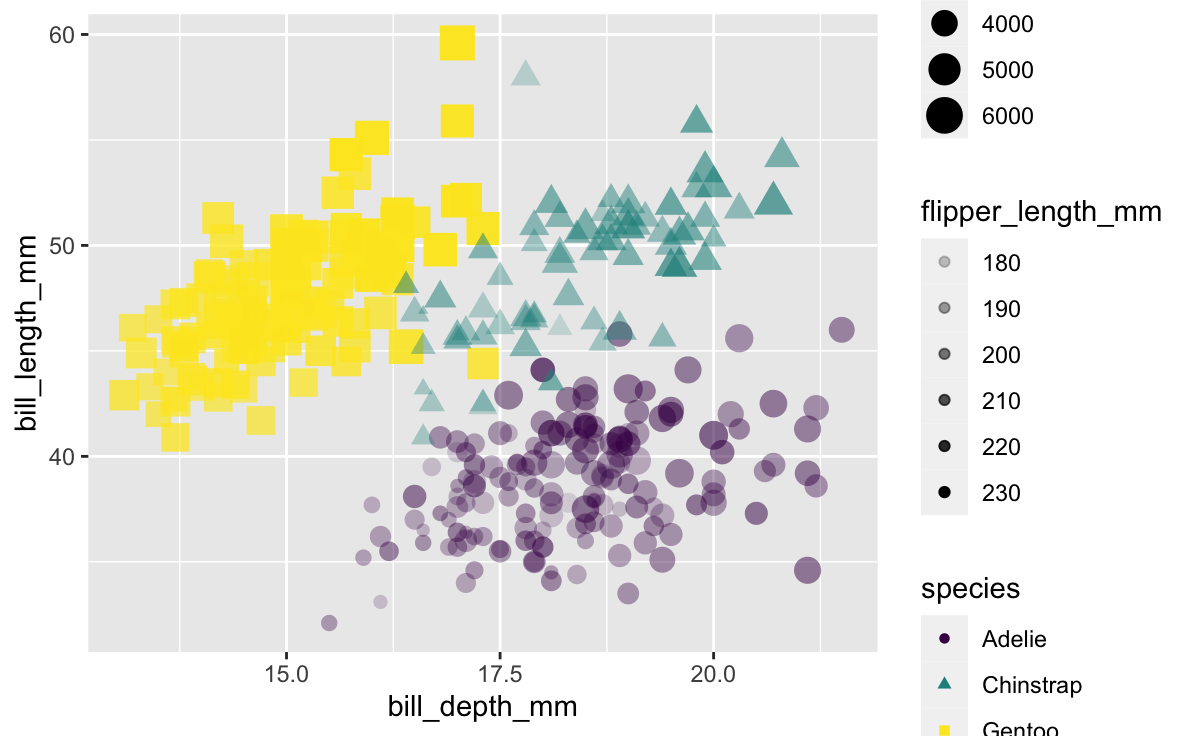 60
50
40
bill_length_mm
15.0
17.5
20.0
bill_depth_mm
4000
5000
6000
flipper_length_mm
180
190
200
210
220
230
species
Adelie
Chinstrap
Gentoo